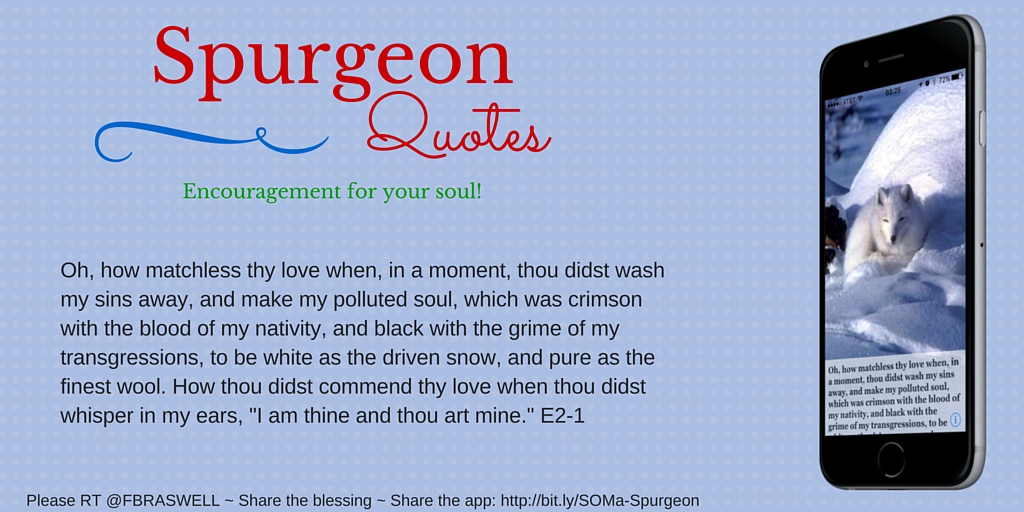 Spurgeon
Quotes
Encouragement for your soul!
Oh, how matchless thy love when, in a moment, thou didst wash
my sins away, and make my polluted soul, which was crimson
with the blood of my nativity, and black with the grime of my
transgressions, to be white as the driven snow, and pure as the
finest wool. How thou didst commend thy love when thou didst
whisper in my ears, "I am thine and thou art mine." E2-1
Please RT @FBRASWELL ~ Share the blessing ~ Share the app: http://bit.ly/SOMa-Spurgeon
AT&T 03:25 72%
Oh, how matchless thy love when, in
a moment, thou didst wash my sins
away, and make my polluted soul,
which was crimson with the blood of
my nativity, and black with the
grime of my transgressions, to be